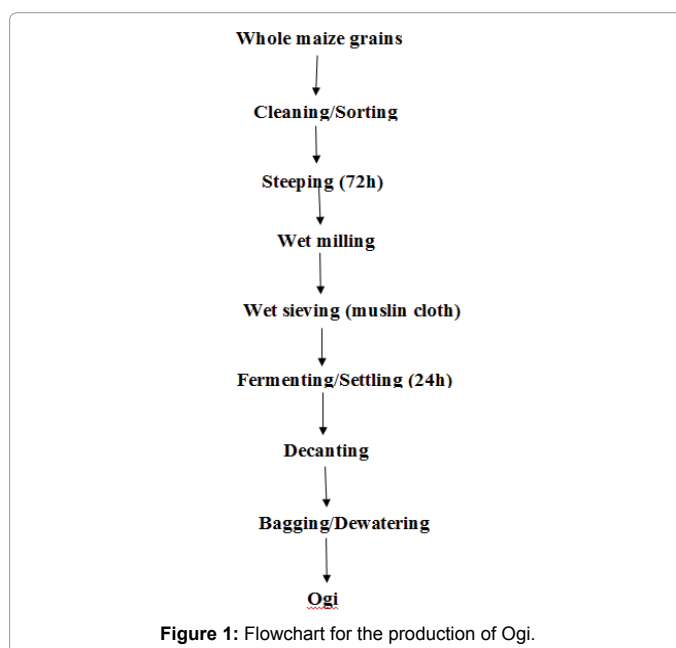 Whole maize grains
Cleaning/Sorting
Steeping (72h)
Wet milling
Wet sieving (muslin cloth)
Fermenting/Settling (24h)
Decanting
Bagging/Dewatering
Ogi
Figure 1: Flowchart for the production of Ogi.